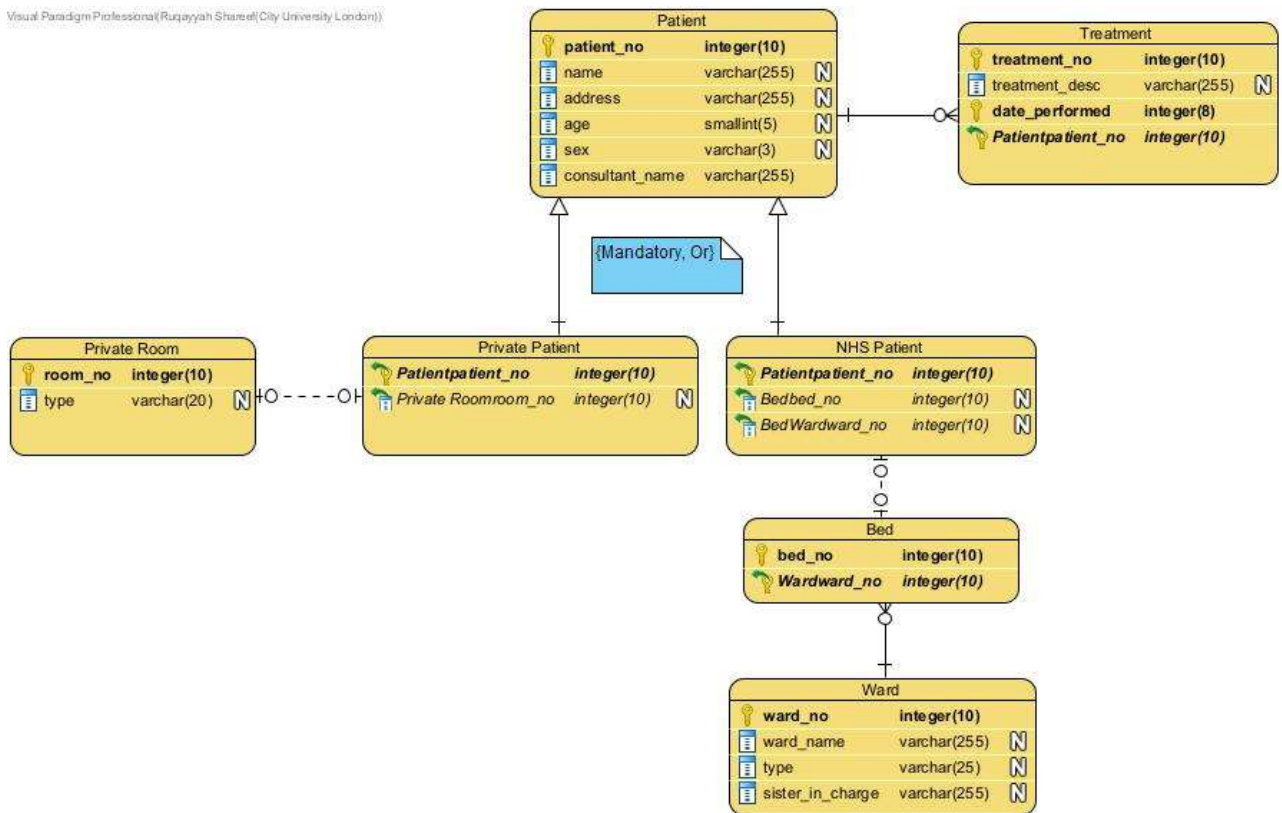 Visual Paradigm Professional(Ruqayyah Shareef(City University London))
Patient
patient_no integer(10)
name varchar(255) N
address varchar(255) N
age smallint(5) N
sex varchar(3) N
consultant_name varchar(255)
Treatment
treatment_no integer(10)
treatment_desc varchar(255) N
date_performed integer(8)
Patientpatient_no integer(10)
{Mandatory, Or}
Private Room
room_no integer(10)
type varchar(20) N
Private Patient
Patientpatient_no integer(10)
Private Roomroom_no integer(10) N
NHS Patient
Patientpatient_no integer(10)
Bedbed_no integer(10) N
BedWardward_no integer(10) N
Bed
bed_no integer(10)
Wardward_no integer(10)
Ward
ward_no integer(10)
ward_name varchar(255) N
type varchar(25) N
sister_in_charge varchar(255) N